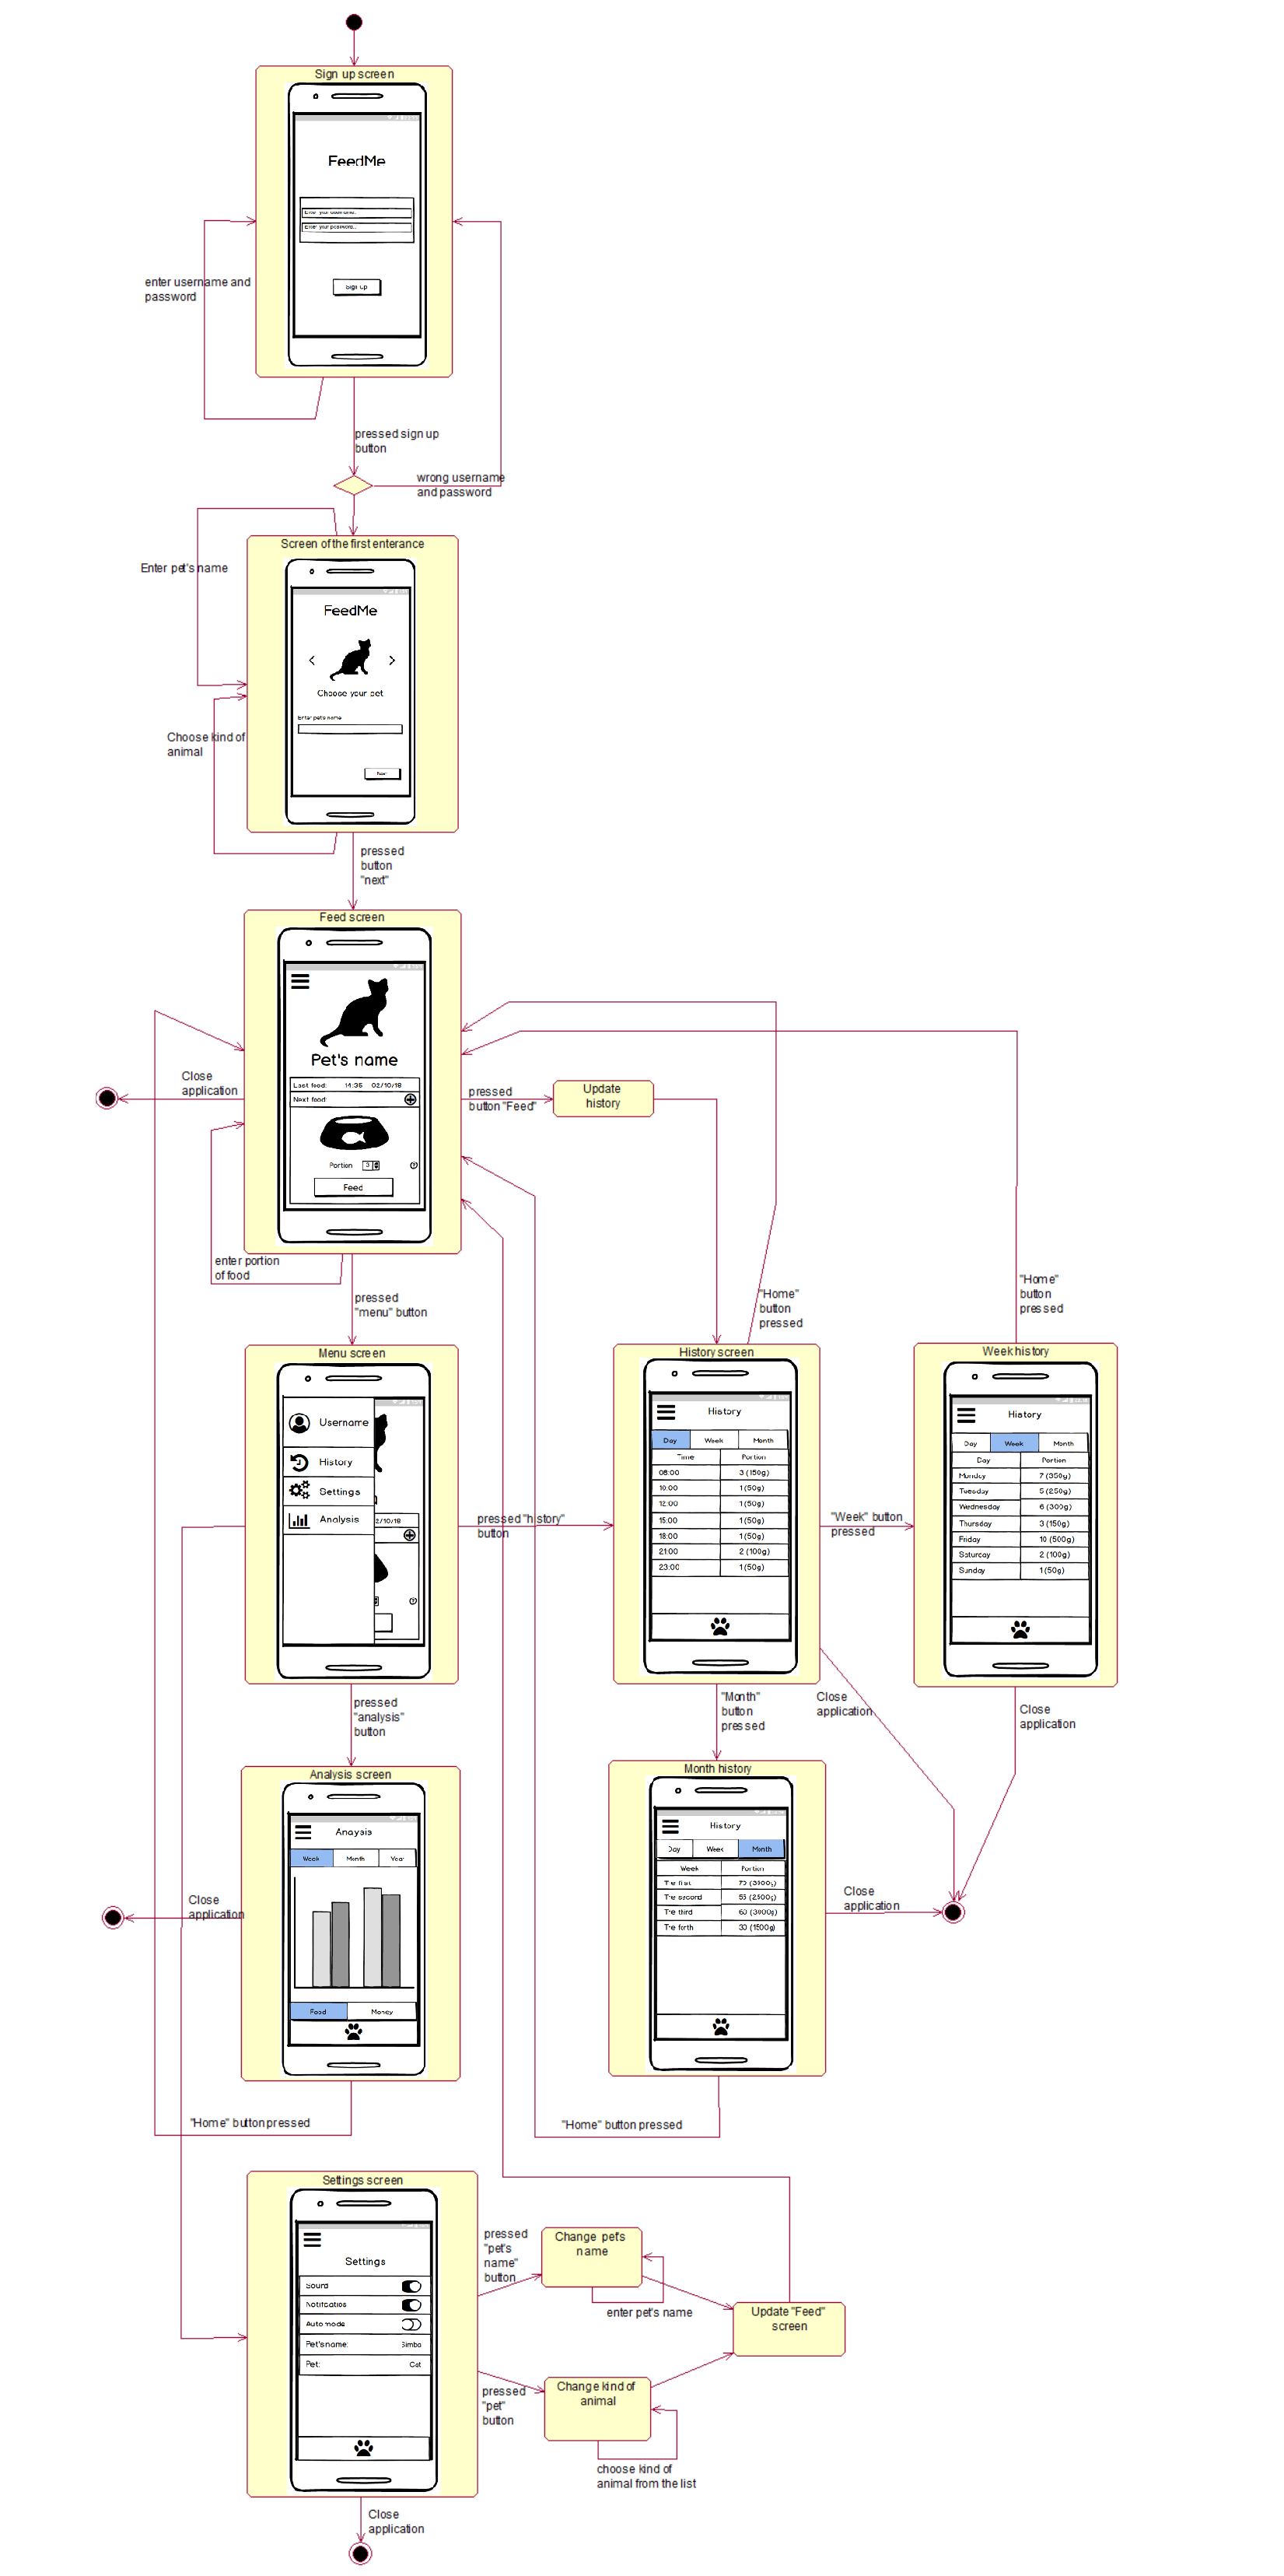 Sign up screen
FeedMe
Enter your username...
Enter your password...
Sign up
enter username and
password
pressed sign up
button
wrong username
and password
Screen of the first enterance
Enter pet's name
FeedMe
Choose your pet
Enter pet's name
Next
Choose kind of
animal
pressed
button
"next"
Feed screen
Pet's name
Last food: 14:35 02/10/18
Next food:
Portion 3
Feed
Close
application
pressed
button "Feed"
Update
history
enter portion
of food
pressed
"menu" button
"Home"
button
pressed
"Home"
button
pressed
Menu screen
Username
History
Settings
Analysis
2/10/18
pressed "history"
button
History screen
History
Day Week Month
Time Portion
08:00 3 (150g)
10:00 1 (50g)
12:00 1 (50g)
15:00 1 (50g)
18:00 1 (50g)
21:00 2 (100g)
23:00 1 (50g)
"Week" button
pressed
Week history
History
Day Week Month
Day Portion
Monday 7 (350g)
Tuesday 5 (250g)
Wednesday 6 (300g)
Thursday 3 (150g)
Friday 10 (500g)
Saturday 2 (100g)
Sunday 1 (50g)
pressed
"analysis"
button
"Month"
button
pressed
Close
application
Close
application
Analysis screen
Anaysis
Week Month Year
Food Money
Close
application
Month history
History
Day Week Month
Week Portion
The first 70 (3500g)
The second 55 (2500g)
The third 60 (3000g)
The forth 30 (1500g)
Close
application
"Home" button pressed
"Home" button pressed
Settings screen
Settings
Sound
Notification
Auto mode
Pet's name: Simba
Pet: Cat
pressed
"pet's
name"
button
Change pet's
name
enter pet's name
Update "Feed"
screen
pressed
"pet"
button
Change kind of
animal
choose kind of
animal from the list
Close
application